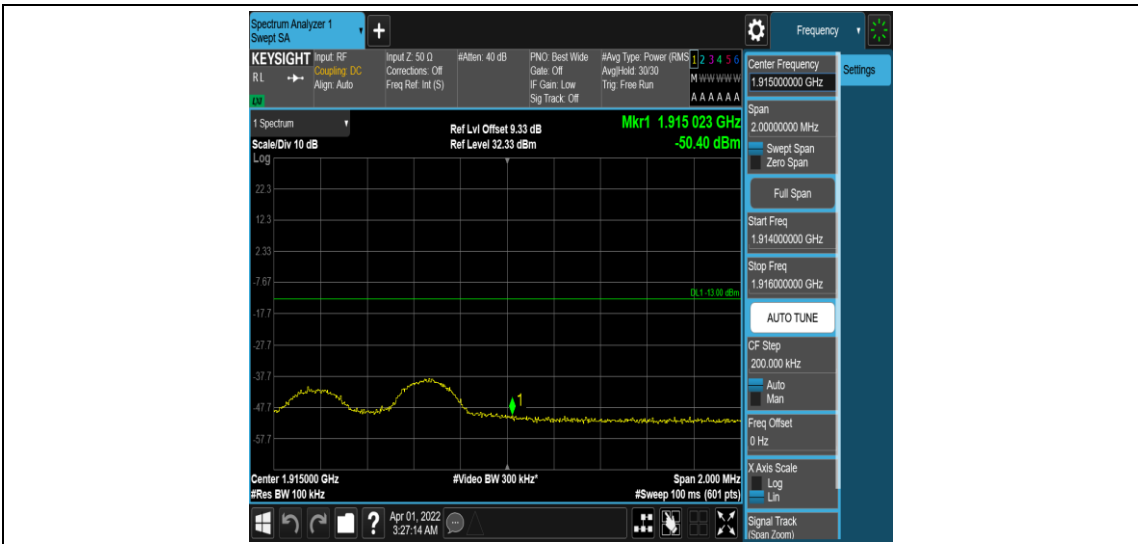 Spectrum Analyzer 1
Swept SA
+
Frequency
KEYSIGHT
RL
LXI
Input: RF
Coupling: DC
Align: Auto
Input Z: 50 Ω
Corrections: Off
Freq Ref: Int (S)
#Atten: 40 dB
PNO: Best Wide
Gate: Off
IF Gain: Low
Sig Track: Off
#Avg Type: Power (RMS
Avg|Hold: 30/30
Trig: Free Run
1 2 3 4 5 6
M W W W W W
A A A A A A
1 Spectrum
Scale/Div 10 dB
Ref Lvl Offset 9.33 dB
Ref Level 32.33 dBm
Mkr1 1.915 023 GHz
-50.40 dBm
Log
22.3
12.3
2.33
-7.67
DL1 -13.00 dBm
-17.7
-27.7
-37.7
-47.7
1
-57.7
Center 1.915000 GHz
#Video BW 300 kHz*
Span 2.000 MHz
#Res BW 100 kHz
#Sweep 100 ms (601 pts)
Center Frequency
1.915000000 GHz
Settings
Span
2.00000000 MHz
Swept Span
Zero Span
Full Span
Start Freq
1.914000000 GHz
Stop Freq
1.916000000 GHz
AUTO TUNE
CF Step
200.000 kHz
Auto
Man
Freq Offset
0 Hz
X Axis Scale
Log
Lin
Signal Track
(Span Zoom)
?
Apr 01, 2022
3:27:14 AM